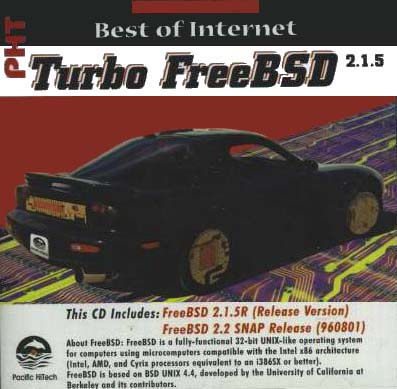 Best of Internet
PHT
Turbo FreeBSD 2.1.5
This CD Includes: FreeBSD 2.1.5R (Release Version)
FreeBSD 2.2 SNAP Release (960801)
About FreeBSD: FreeBSD is a fully-functional 32-bit UNIX-like operating system
for computers using microcomputers compatible with the Intel x86 architecture
(Intel, AMD, and Cyrix processors equivalent to an i386SX or better).
FreeBSD is based on BSD UNIX 4.4, developed by the University of California at
Berkeley and its contributors.
Pacific HiTech